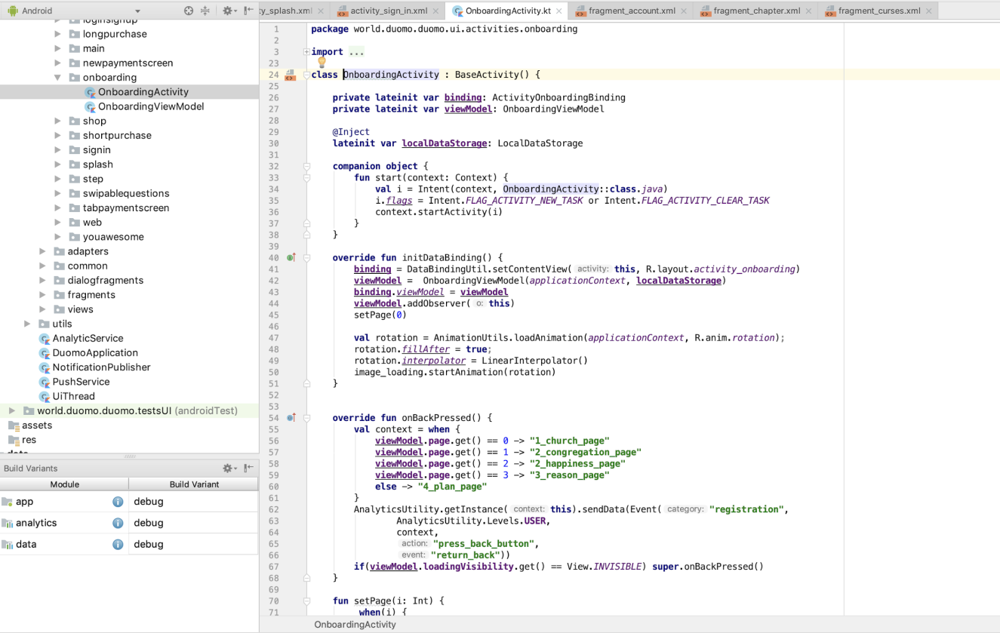 Android
ty_splash.xml
activity_sign_in.xml
OnboardingActivity.kt
fragment_account.xml
fragment_chapter.xml
fragment_curses.xml
loginsignup
longpurchase
main
newpaymentscreen
onboarding
OnboardingActivity
OnboardingViewModel
shop
shortpurchase
signin
splash
step
swipablequestions
tabpaymentscreen
web
youawesome
adapters
common
dialogfragments
fragments
views
utils
AnalyticService
DuomoApplication
NotificationPublisher
PushService
UiThread
world.duomo.duomo.testsUI (androidTest)
assets
res
data
Build Variants
Module Build Variant
app debug
analytics debug
data debug
1 package world.duomo.duomo.ui.activities.onboarding
2
3 import ...
23
24 class OnboardingActivity : BaseActivity() {
25
26 private lateinit var binding: ActivityOnboardingBinding
27 private lateinit var viewModel: OnboardingViewModel
28
29 @Inject
30 lateinit var localDataStorage: LocalDataStorage
31
32 companion object {
33 fun start(context: Context) {
34 val i = Intent(context, OnboardingActivity::class.java)
35 i.flags = Intent.FLAG_ACTIVITY_NEW_TASK or Intent.FLAG_ACTIVITY_CLEAR_TASK
36 context.startActivity(i)
37 }
38 }
39
40 override fun initDataBinding() {
41 binding = DataBindingUtil.setContentView( activity: this, R.layout.activity_onboarding)
42 viewModel =  OnboardingViewModel(applicationContext, localDataStorage)
43 binding.viewModel = viewModel
44 viewModel.addObserver( o: this)
45 setPage(0)
46
47 val rotation = AnimationUtils.loadAnimation(applicationContext, R.anim.rotation);
48 rotation.fillAfter = true;
49 rotation.interpolator = LinearInterpolator()
50 image_loading.startAnimation(rotation)
51 }
52
53
54 override fun onBackPressed() {
55 val context = when {
56 viewModel.page.get() == 0 -> "1_church_page"
57 viewModel.page.get() == 1 -> "2_congregation_page"
58 viewModel.page.get() == 2 -> "2_happiness_page"
59 viewModel.page.get() == 3 -> "3_reason_page"
60 else -> "4_plan_page"
61 }
62 AnalyticsUtility.getInstance( context: this).sendData(Event( category: "registration",
63 AnalyticsUtility.Levels.USER,
64 context,
65 action: "press_back_button",
66 event: "return_back"))
67 if(viewModel.loadingVisibility.get() == View.INVISIBLE) super.onBackPressed()
68 }
69
70 fun setPage(i: Int) {
71 when(i) {
OnboardingActivity